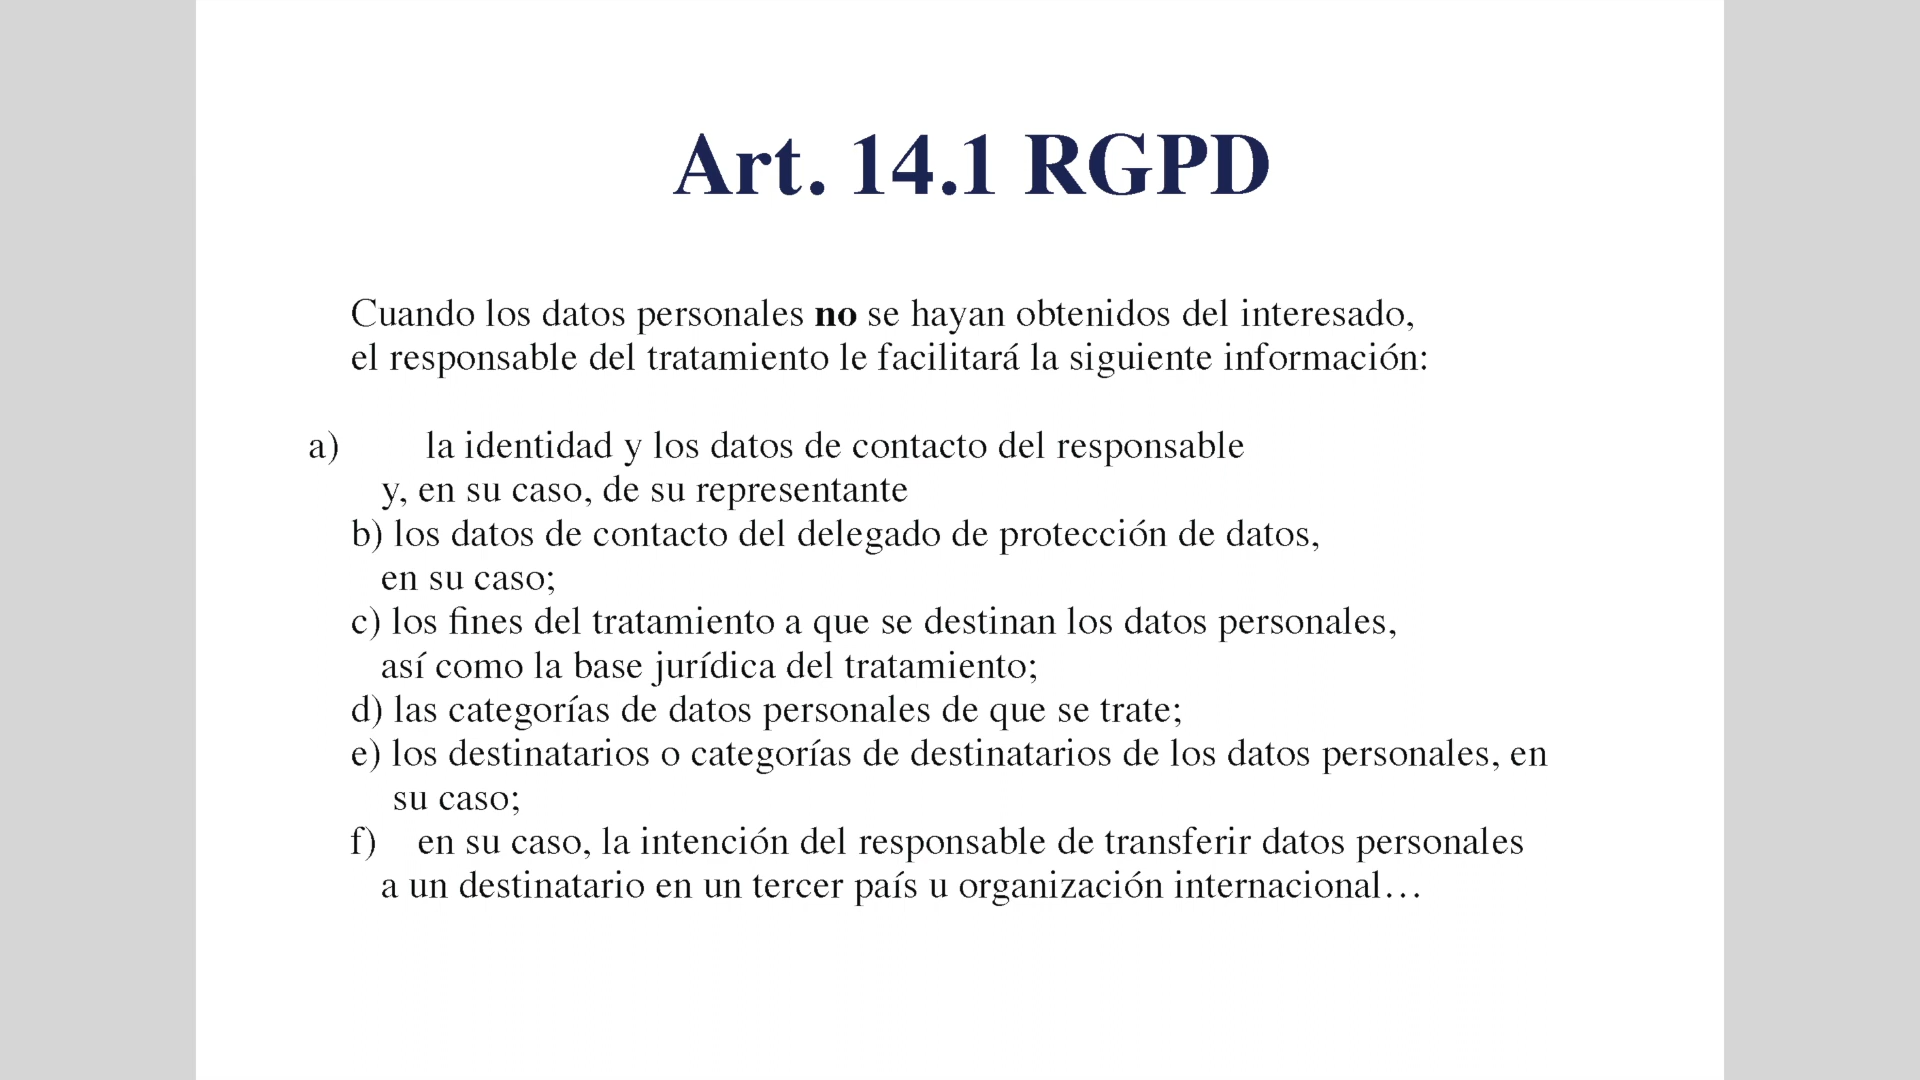 Art. 14.1 RGPD
Cuando los datos personales no se hayan obtenidos del interesado,
el responsable del tratamiento le facilitará la siguiente información:
a) la identidad y los datos de contacto del responsable
y, en su caso, de su representante
b) los datos de contacto del delegado de protección de datos,
en su caso;
c) los fines del tratamiento a que se destinan los datos personales,
así como la base jurídica del tratamiento;
d) las categorías de datos personales de que se trate;
e) los destinatarios o categorías de destinatarios de los datos personales, en
su caso;
f) en su caso, la intención del responsable de transferir datos personales
a un destinatario en un tercer país u organización internacional…